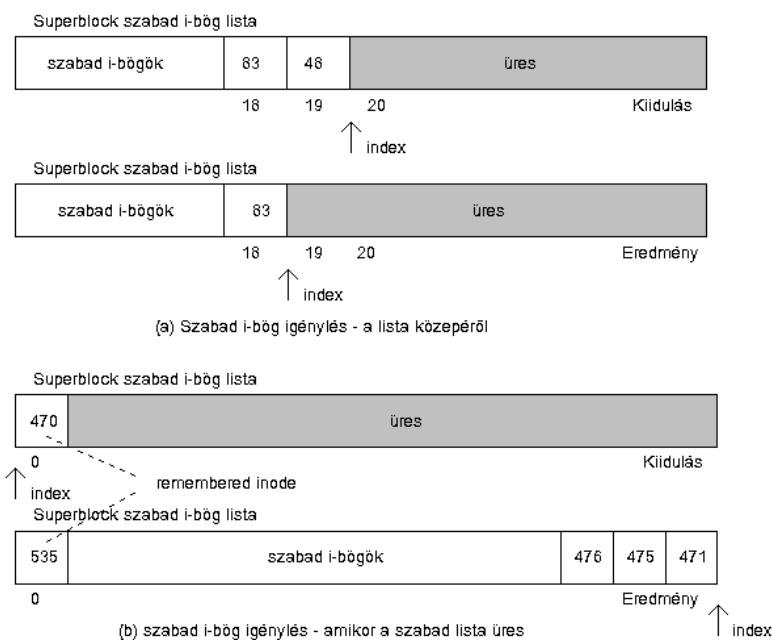 Superblock szabad i-bög lista
szabad i-bögök 83 48 üres
18 19 20 Kiidulás
index
Superblock szabad i-bög lista
szabad i-bögök 83 üres
18 19 20 Eredmény
index
(a) Szabad i-bög igénylés - a lista közepéről
Superblock szabad i-bög lista
470 üres
0 Kiidulás
index
remembered inode
Superblock szabad i-bög lista
535 szabad i-bögök 476 475 471
0 Eredmény
index
(b) szabad i-bög igénylés - amikor a szabad lista üres